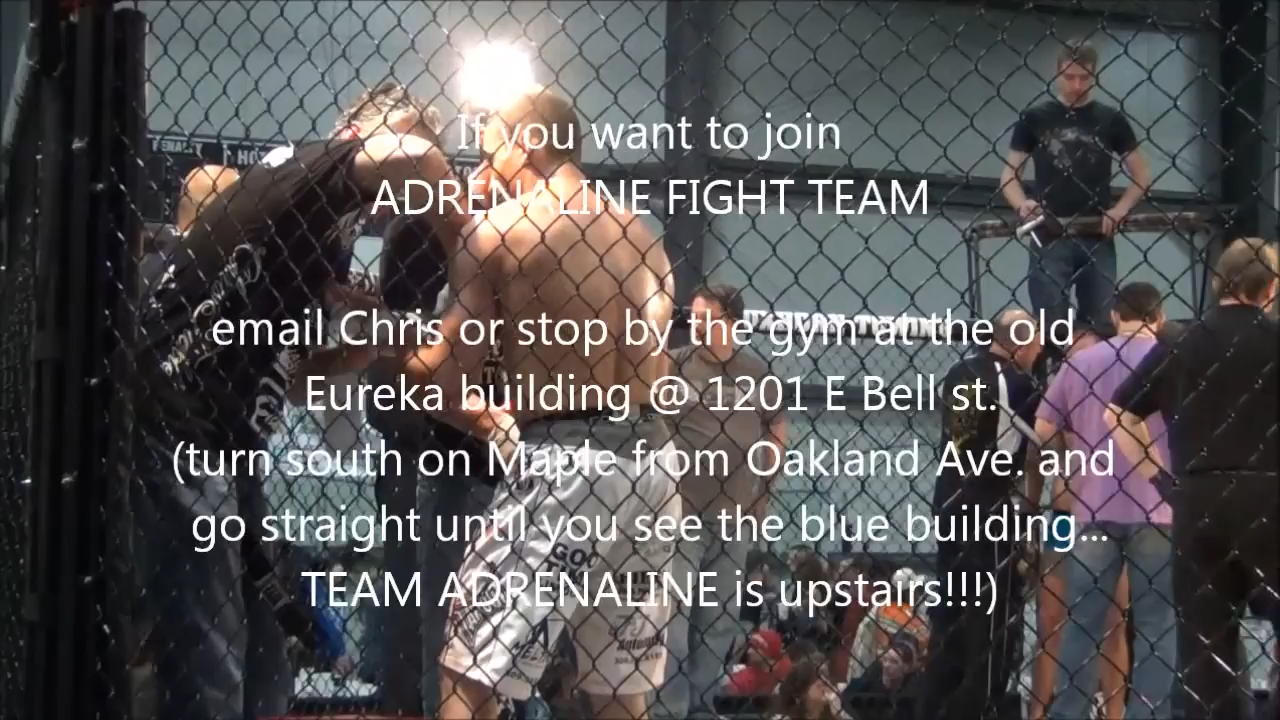 If you want to join
ADRENALINE FIGHT TEAM
email Chris or stop by the gym at the old
Eureka building @ 1201 E Bell st.
(turn south on Maple from Oakland Ave. and
go straight until you see the blue building...
TEAM ADRENALINE is upstairs!!!)